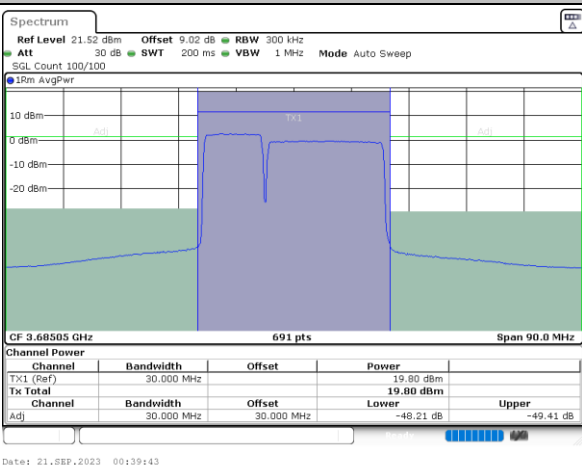 Spectrum
Ref Level 21.52 dBm Offset 9.02 dB RBW 300 kHz
Att 30 dB SWT 200 ms VBW 1 MHz Mode Auto Sweep
SGL Count 100/100
1Rm AvgPwr
10 dBm
TX1
Adj Adj
0 dBm
-10 dBm
-20 dBm
CF 3.68505 GHz 691 pts Span 90.0 MHz
Channel Power
Channel Bandwidth Offset Power
TX1 (Ref) 30.000 MHz 19.80 dBm
Tx Total 19.80 dBm
Channel Bandwidth Offset Lower Upper
Adj 30.000 MHz 30.000 MHz -48.21 dB -49.41 dB
Ready
Date: 21.SEP.2023 00:39:43